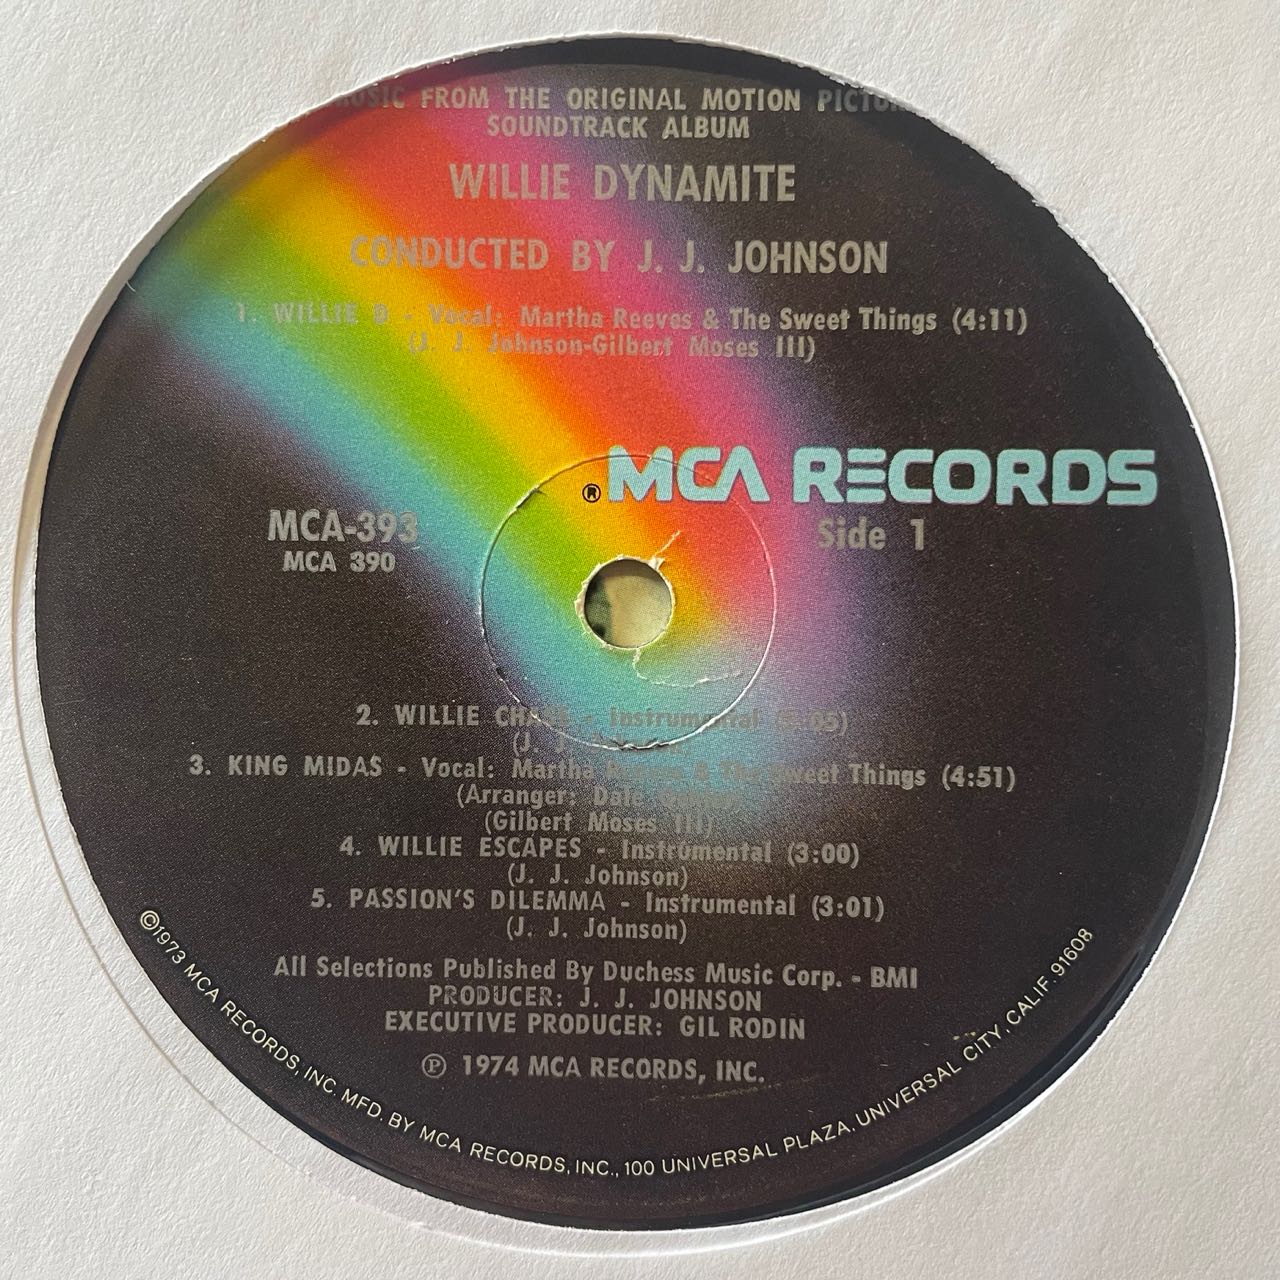 MUSIC FROM THE ORIGINAL MOTION PICTURE
SOUNDTRACK ALBUM
WILLIE DYNAMITE
CONDUCTED BY J. J. JOHNSON
1. WILLIE D - Vocal: Martha Reeves & The Sweet Things (4:11)
(J. J. Johnson-Gilbert Moses III)
® MCA RECORDS
MCA-393
Side 1
MCA 390
2. WILLIE CHASE - Instrumental
(J. J. Johnson)
3. KING MIDAS - Vocal: Martha Reeves & The Sweet Things (4:51)
(Arranger: Dale
(Gilbert Moses III)
4. WILLIE ESCAPES - Instrumental (3:00)
(J. J. Johnson)
5. PASSION'S DILEMMA - Instrumental (3:01)
(J. J. Johnson)
All Selections Published By Duchess Music Corp. - BMI
PRODUCER: J. J. JOHNSON
EXECUTIVE PRODUCER: GIL RODIN
℗ 1974 MCA RECORDS, INC.
©1973 MCA RECORDS, INC. MFD. BY MCA RECORDS, INC., 100 UNIVERSAL PLAZA, UNIVERSAL CITY, CALIF. 91608